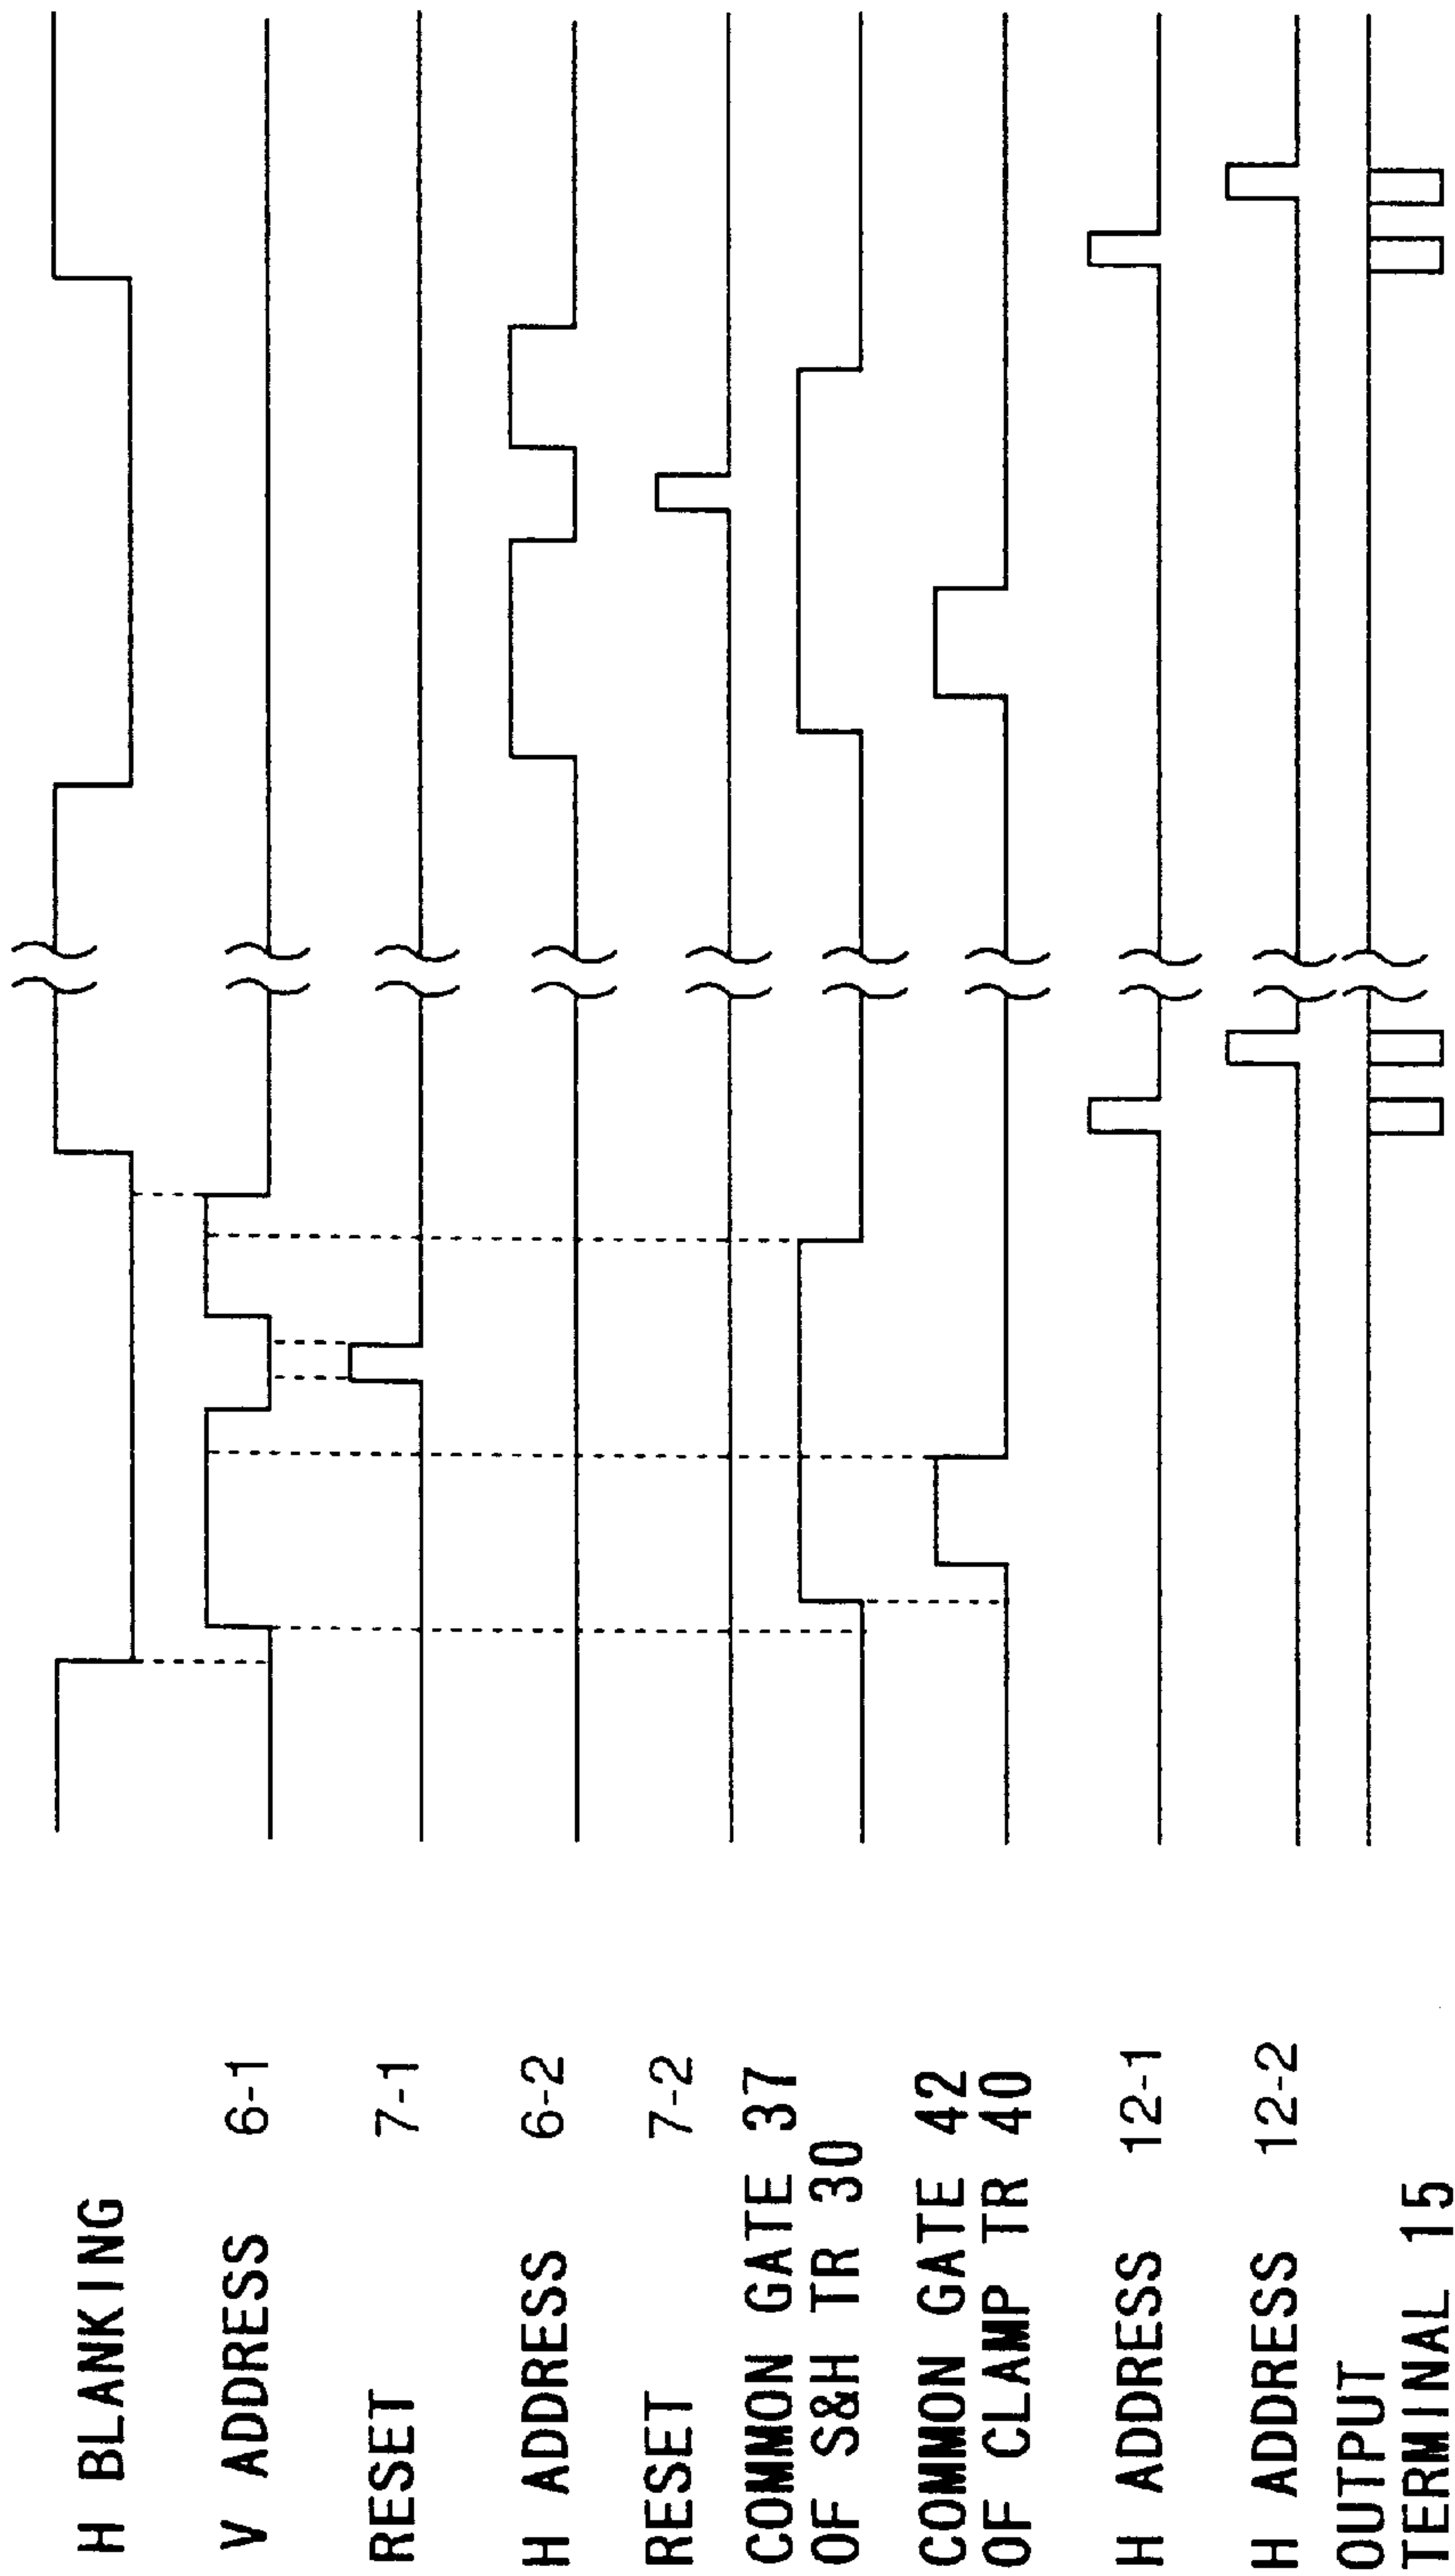 H BLANKING
V ADDRESS 6-1
RESET 7-1
H ADDRESS 6-2
RESET 7-2
COMMON GATE 37
OF S&H TR 30
COMMON GATE 42
OF CLAMP TR 40
H ADDRESS 12-1
H ADDRESS 12-2
OUTPUT
TERMINAL 15